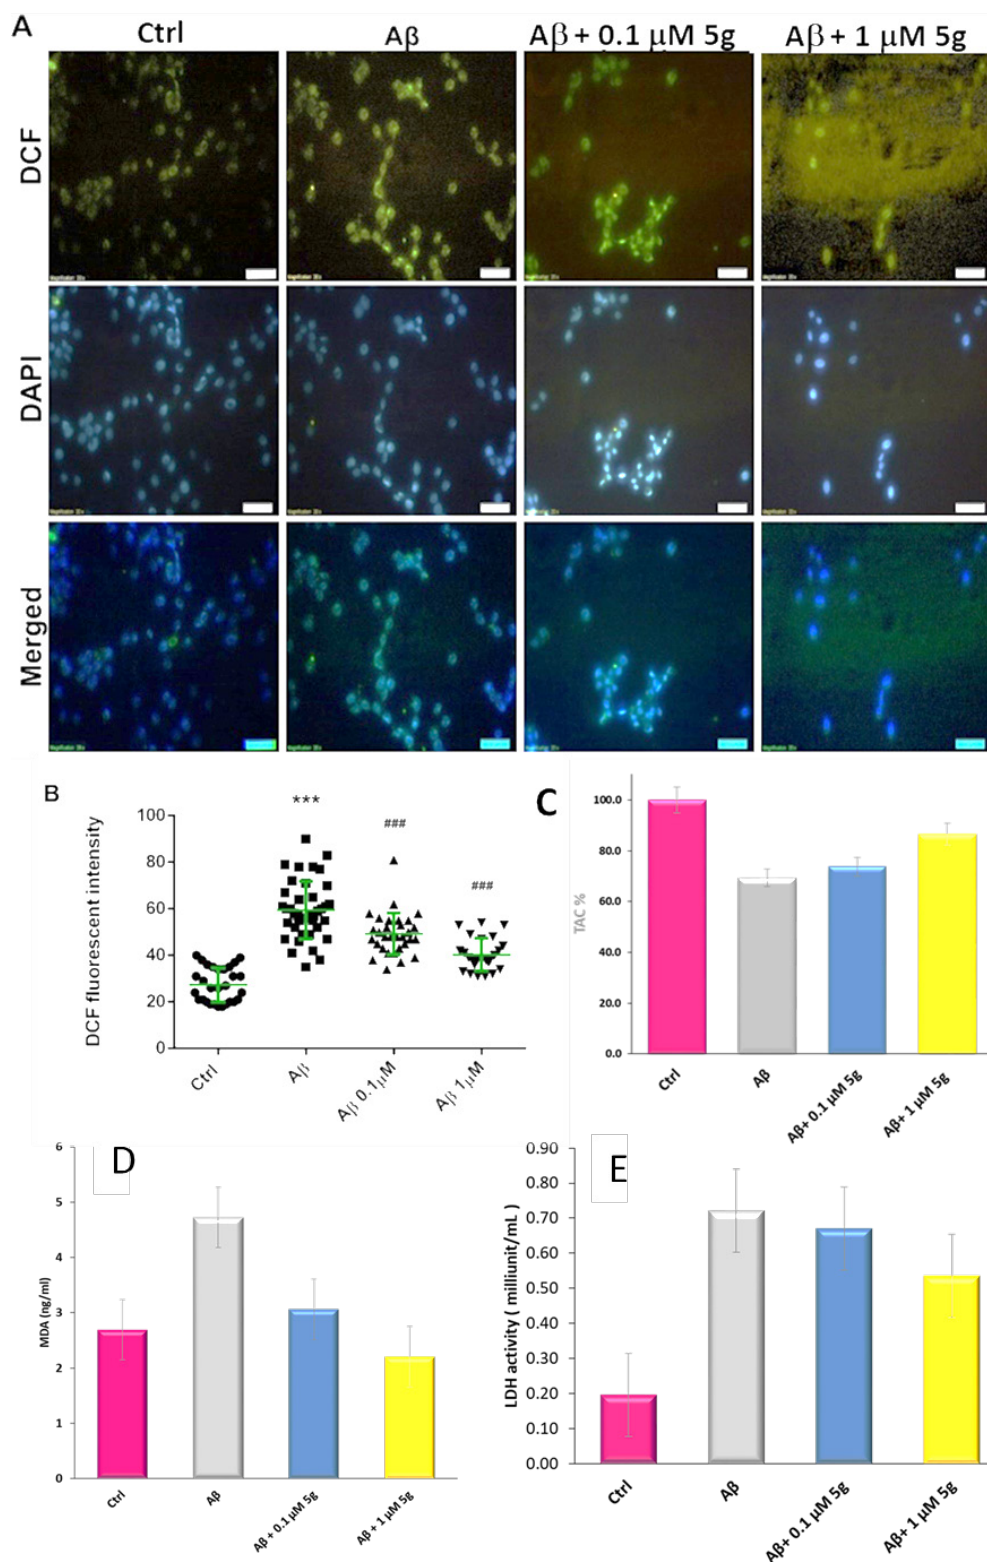 A
Ctrl
Aβ
Aβ + 0.1 μM 5g
Aβ + 1 μM 5g
DCF
DAPI
Merged
B
***
###
###
DCF fluorescent intensity
100
80
60
40
20
0
Ctrl
Aβ
Aβ 0.1μM
Aβ 1μM
C
TAC %
100.0
80.0
60.0
40.0
20.0
0.0
Ctrl
Aβ
Aβ+ 0.1 μM 5g
Aβ+ 1 μM 5g
D
MDA (ng/ml)
6
5
4
3
2
1
0
Ctrl
Aβ
Aβ+ 0.1 μM 5g
Aβ+ 1 μM 5g
E
LDH activity ( milliunit/mL )
0.90
0.80
0.70
0.60
0.50
0.40
0.30
0.20
0.10
0.00
Ctrl
Aβ
Aβ+ 0.1 μM 5g
Aβ+ 1 μM 5g